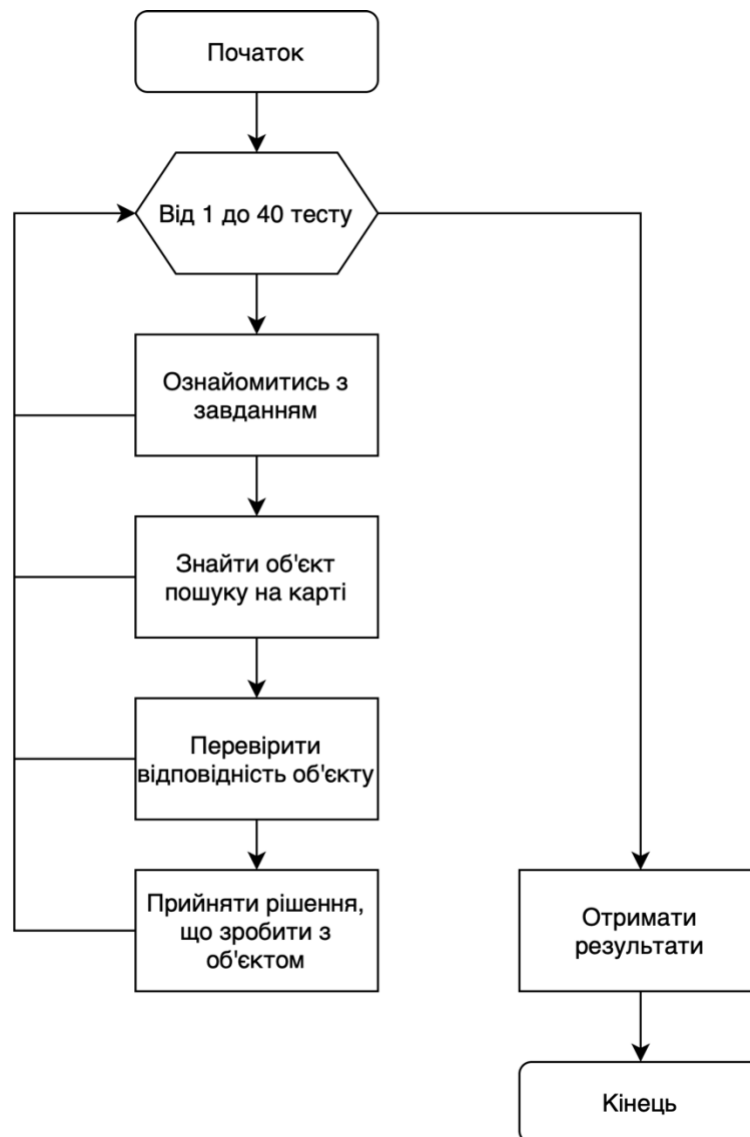 Початок
Від 1 до 40 тесту
Ознайомитись з
завданням
Знайти об'єкт
пошуку на карті
Перевірити
відповідність об'єкту
Прийняти рішення,
що зробити з
об'єктом
Отримати
результати
Кінець